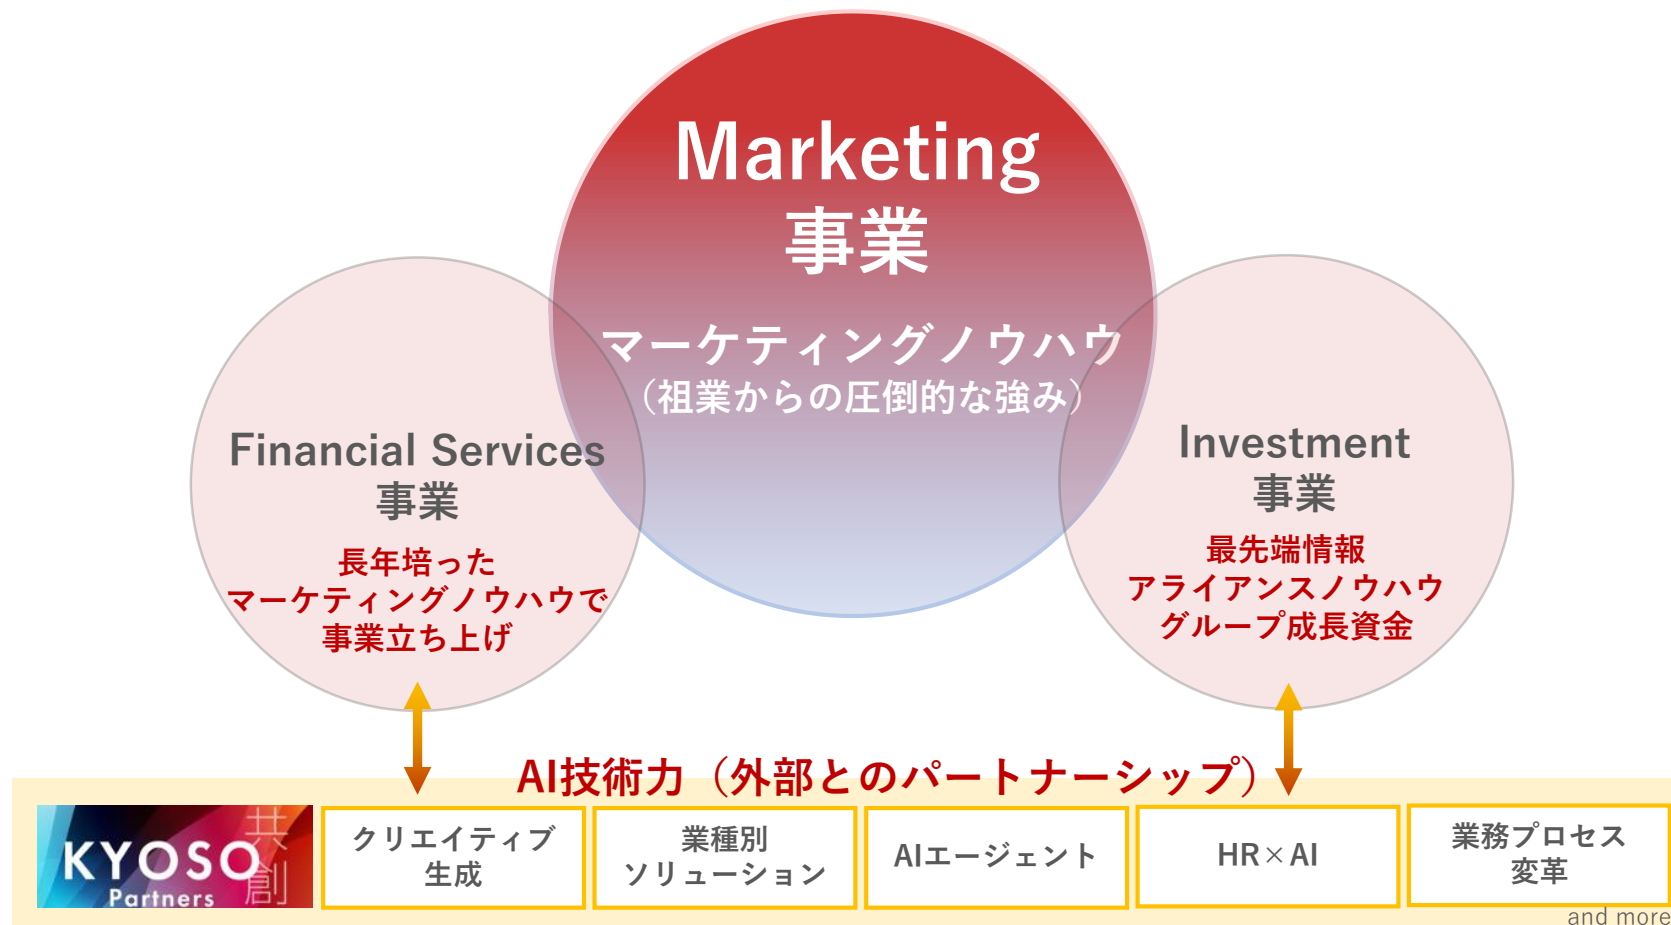 Marketing
事業
マーケティングノウハウ
（祖業からの圧倒的な強み）
Financial Services
事業
長年培った
マーケティングノウハウで
事業立ち上げ
Investment
事業
最先端情報
アライアンスノウハウ
グループ成長資金
AI技術力（外部とのパートナーシップ）
KYOSO
Partners
共創
クリエイティブ
生成
業種別
ソリューション
AIエージェント
HR×AI
業務プロセス
変革
and more